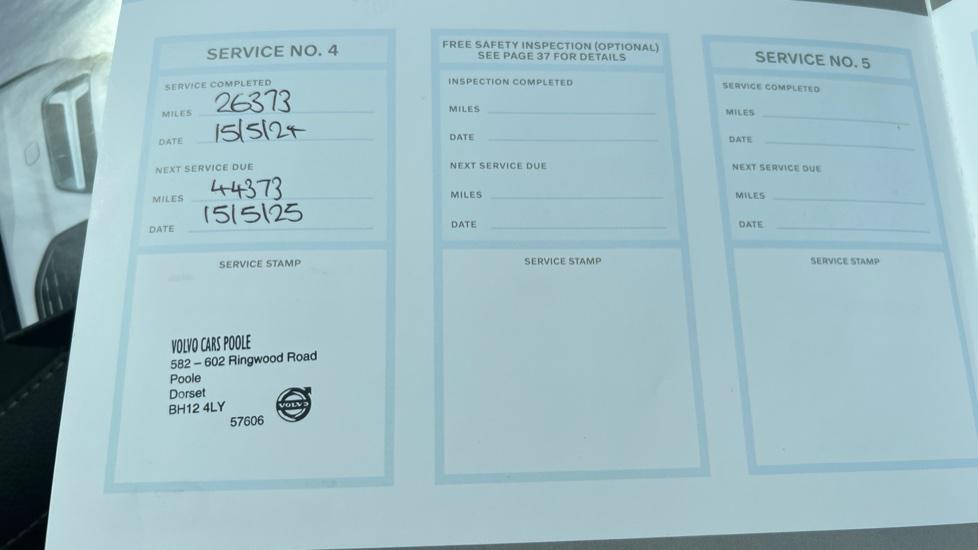 SERVICE NO. 4
SERVICE COMPLETED
MILES 26373
DATE 15/5/24
NEXT SERVICE DUE
MILES 44373
DATE 15/5/25
SERVICE STAMP
VOLVO CARS POOLE
582 – 602 Ringwood Road
Poole
Dorset
BH12 4LY
57606
VOLVO
FREE SAFETY INSPECTION (OPTIONAL)
SEE PAGE 37 FOR DETAILS
INSPECTION COMPLETED
MILES
DATE
NEXT SERVICE DUE
MILES
DATE
SERVICE STAMP
SERVICE NO. 5
SERVICE COMPLETED
MILES
DATE
NEXT SERVICE DUE
MILES
DATE
SERVICE STAMP